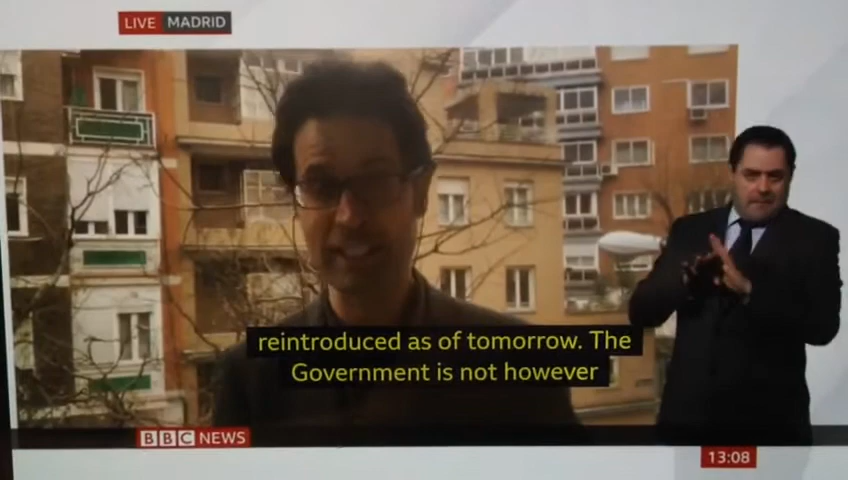 LIVE MADRID
reintroduced as of tomorrow. The
Government is not however
BBC NEWS
13:08